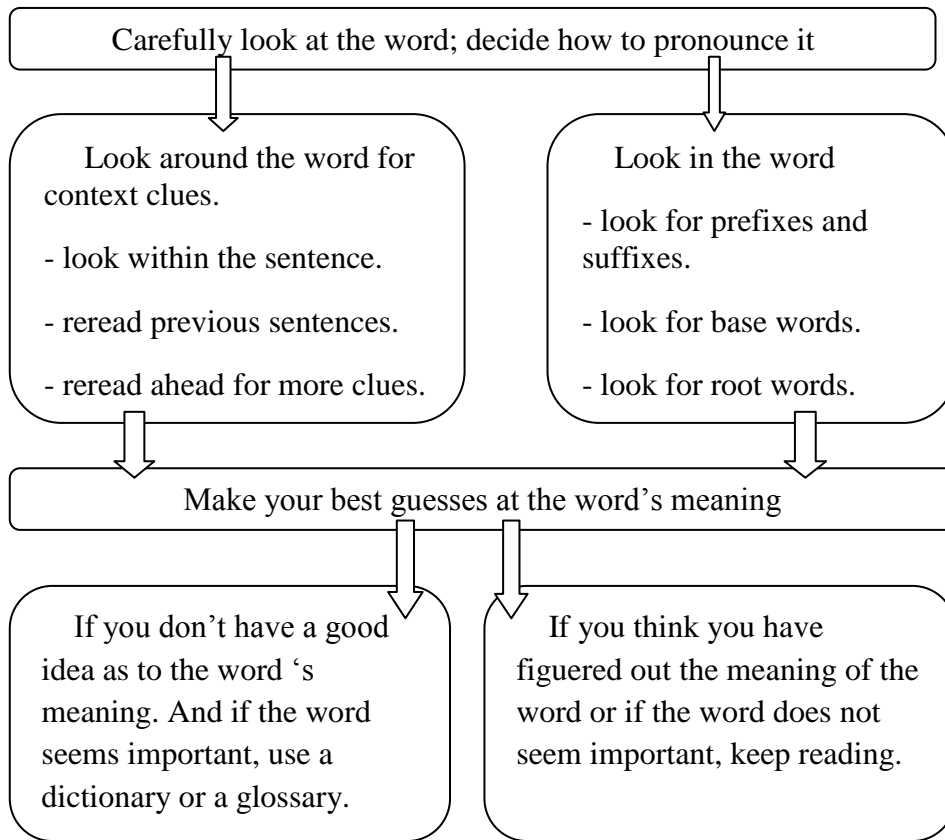 Carefully look at the word; decide how to pronounce it
Look around the word for
context clues.
- look within the sentence.
- reread previous sentences.
- reread ahead for more clues.
Look in the word
- look for prefixes and
suffixes.
- look for base words.
- look for root words.
Make your best guesses at the word’s meaning
If you don’t have a good
idea as to the word ‘s
meaning. And if the word
seems important, use a
dictionary or a glossary.
If you think you have
figuered out the meaning of the
word or if the word does not
seem important, keep reading.